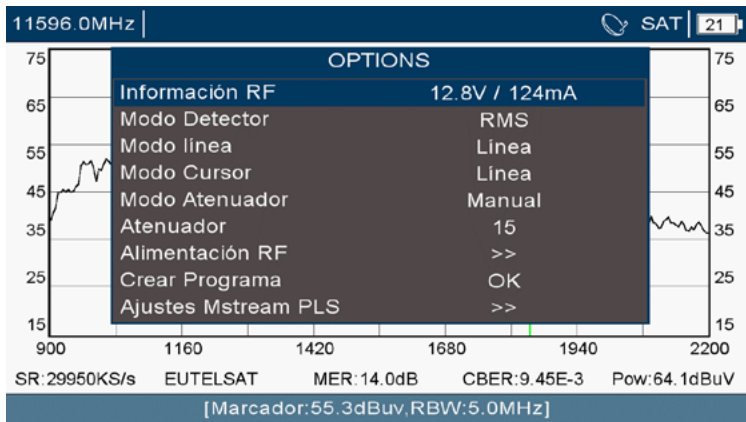 11596.0MHz SAT 21
OPTIONS
Información RF 12.8V / 124mA
Modo Detector RMS
Modo línea Línea
Modo Cursor Línea
Modo Atenuador Manual
Atenuador 15
Alimentación RF >>
Crear Programa OK
Ajustes Mstream PLS >>
75 75
65 65
55 55
45 45
35 35
25 25
15 15
900 1160 1420 1680 1940 2200
SR:29950KS/s EUTELSAT MER:14.0dB CBER:9.45E-3 Pow:64.1dBuV
[Marcador:55.3dBuv,RBW:5.0MHz]